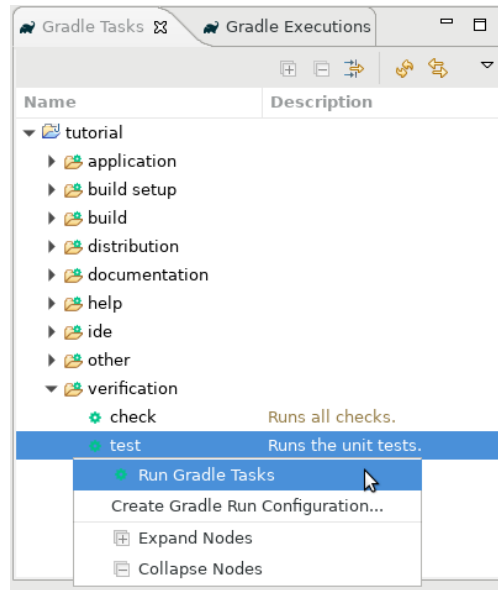 Gradle Tasks Gradle Executions
Name Description
tutorial
application
build setup
build
distribution
documentation
help
ide
other
verification
check Runs all checks.
test Runs the unit tests.
Run Gradle Tasks
Create Gradle Run Configuration...
Expand Nodes
Collapse Nodes